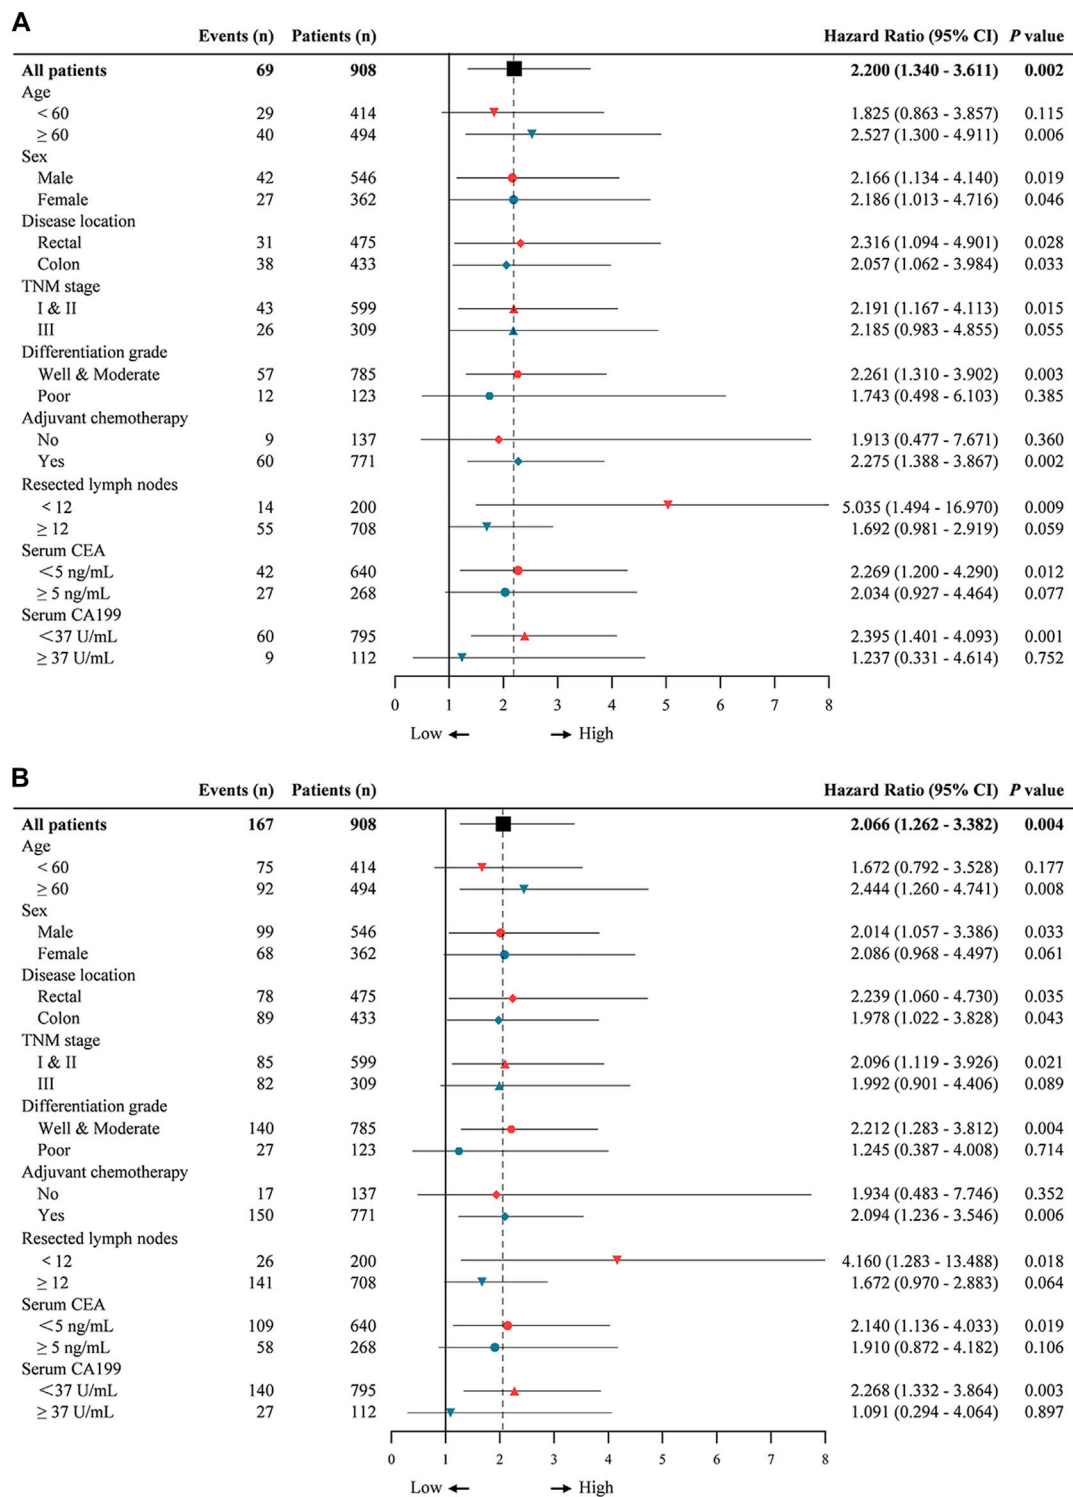 A
Events (n) Patients (n) Hazard Ratio (95% CI) P value
All patients 69 908 2.200 (1.340 - 3.611) 0.002
Age
< 60 29 414 1.825 (0.863 - 3.857) 0.115
≥ 60 40 494 2.527 (1.300 - 4.911) 0.006
Sex
Male 42 546 2.166 (1.134 - 4.140) 0.019
Female 27 362 2.186 (1.013 - 4.716) 0.046
Disease location
Rectal 31 475 2.316 (1.094 - 4.901) 0.028
Colon 38 433 2.057 (1.062 - 3.984) 0.033
TNM stage
I & II 43 599 2.191 (1.167 - 4.113) 0.015
III 26 309 2.185 (0.983 - 4.855) 0.055
Differentiation grade
Well & Moderate 57 785 2.261 (1.310 - 3.902) 0.003
Poor 12 123 1.743 (0.498 - 6.103) 0.385
Adjuvant chemotherapy
No 9 137 1.913 (0.477 - 7.671) 0.360
Yes 60 771 2.275 (1.388 - 3.867) 0.002
Resected lymph nodes
< 12 14 200 5.035 (1.494 - 16.970) 0.009
≥ 12 55 708 1.692 (0.981 - 2.919) 0.059
Serum CEA
<5 ng/mL 42 640 2.269 (1.200 - 4.290) 0.012
≥ 5 ng/mL 27 268 2.034 (0.927 - 4.464) 0.077
Serum CA199
<37 U/mL 60 795 2.395 (1.401 - 4.093) 0.001
≥ 37 U/mL 9 112 1.237 (0.331 - 4.614) 0.752
0 1 2 3 4 5 6 7 8
Low ← → High
B
Events (n) Patients (n) Hazard Ratio (95% CI) P value
All patients 167 908 2.066 (1.262 - 3.382) 0.004
Age
< 60 75 414 1.672 (0.792 - 3.528) 0.177
≥ 60 92 494 2.444 (1.260 - 4.741) 0.008
Sex
Male 99 546 2.014 (1.057 - 3.386) 0.033
Female 68 362 2.086 (0.968 - 4.497) 0.061
Disease location
Rectal 78 475 2.239 (1.060 - 4.730) 0.035
Colon 89 433 1.978 (1.022 - 3.828) 0.043
TNM stage
I & II 85 599 2.096 (1.119 - 3.926) 0.021
III 82 309 1.992 (0.901 - 4.406) 0.089
Differentiation grade
Well & Moderate 140 785 2.212 (1.283 - 3.812) 0.004
Poor 27 123 1.245 (0.387 - 4.008) 0.714
Adjuvant chemotherapy
No 17 137 1.934 (0.483 - 7.746) 0.352
Yes 150 771 2.094 (1.236 - 3.546) 0.006
Resected lymph nodes
< 12 26 200 4.160 (1.283 - 13.488) 0.018
≥ 12 141 708 1.672 (0.970 - 2.883) 0.064
Serum CEA
<5 ng/mL 109 640 2.140 (1.136 - 4.033) 0.019
≥ 5 ng/mL 58 268 1.910 (0.872 - 4.182) 0.106
Serum CA199
<37 U/mL 140 795 2.268 (1.332 - 3.864) 0.003
≥ 37 U/mL 27 112 1.091 (0.294 - 4.064) 0.897
0 1 2 3 4 5 6 7 8
Low ← → High